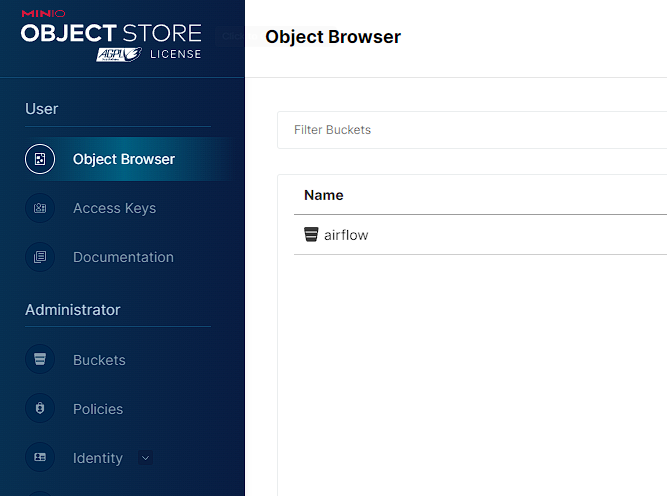 MINIO
OBJECT STORE
AGPL v3 LICENSE
Object Browser
User
Object Browser
Access Keys
Documentation
Administrator
Buckets
Policies
Identity
Filter Buckets
Name
airflow